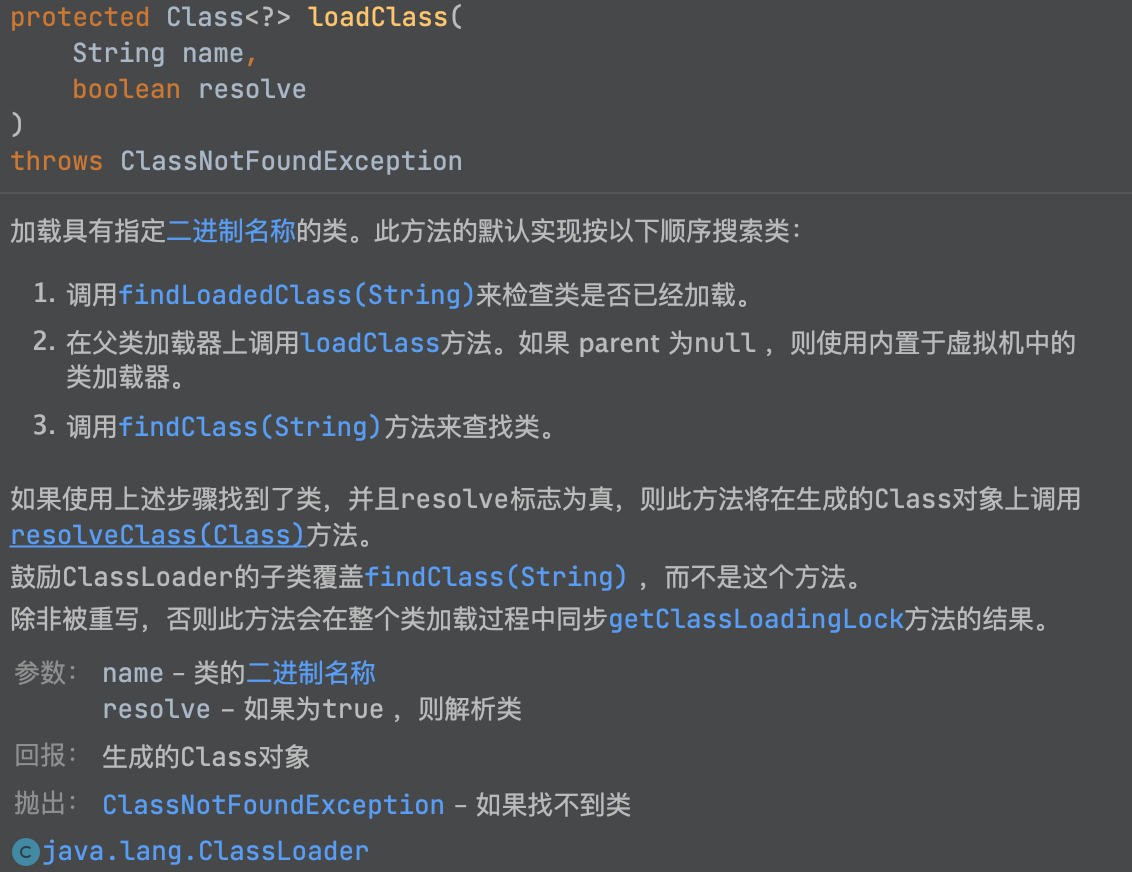 protected Class<?> loadClass(
    String name,
    boolean resolve
)
throws ClassNotFoundException
加载具有指定二进制名称的类。此方法的默认实现按以下顺序搜索类：
1. 调用findLoadedClass(String)来检查类是否已经加载。
2. 在父类加载器上调用loadClass方法。如果 parent 为null ，则使用内置于虚拟机中的
类加载器。
3. 调用findClass(String)方法来查找类。
如果使用上述步骤找到了类，并且resolve标志为真，则此方法将在生成的Class对象上调用
resolveClass(Class)方法。
鼓励ClassLoader的子类覆盖findClass(String) ，而不是这个方法。
除非被重写，否则此方法会在整个类加载过程中同步getClassLoadingLock方法的结果。
参数： name – 类的二进制名称
resolve – 如果为true ，则解析类
回报： 生成的Class对象
抛出： ClassNotFoundException – 如果找不到类
C java.lang.ClassLoader